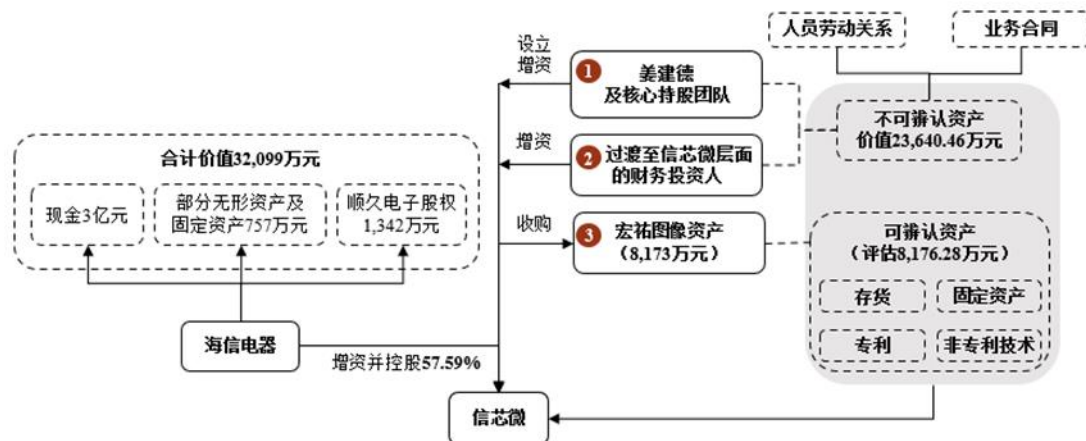 人员劳动关系
业务合同
设立
增资
1
姜建德
及核心持股团队
不可辨认资产
价值23,640.46万元
合计价值32,099万元
现金3亿元
部分无形资产及
固定资产757万元
顺久电子股权
1,342万元
增资
2
过渡至信芯微层面
的财务投资人
收购
3
宏祐图像资产
（8,173万元）
可辨认资产
（评估8,176.28万元）
存货
固定资产
专利
非专利技术
海信电器
增资并控股57.59%
信芯微